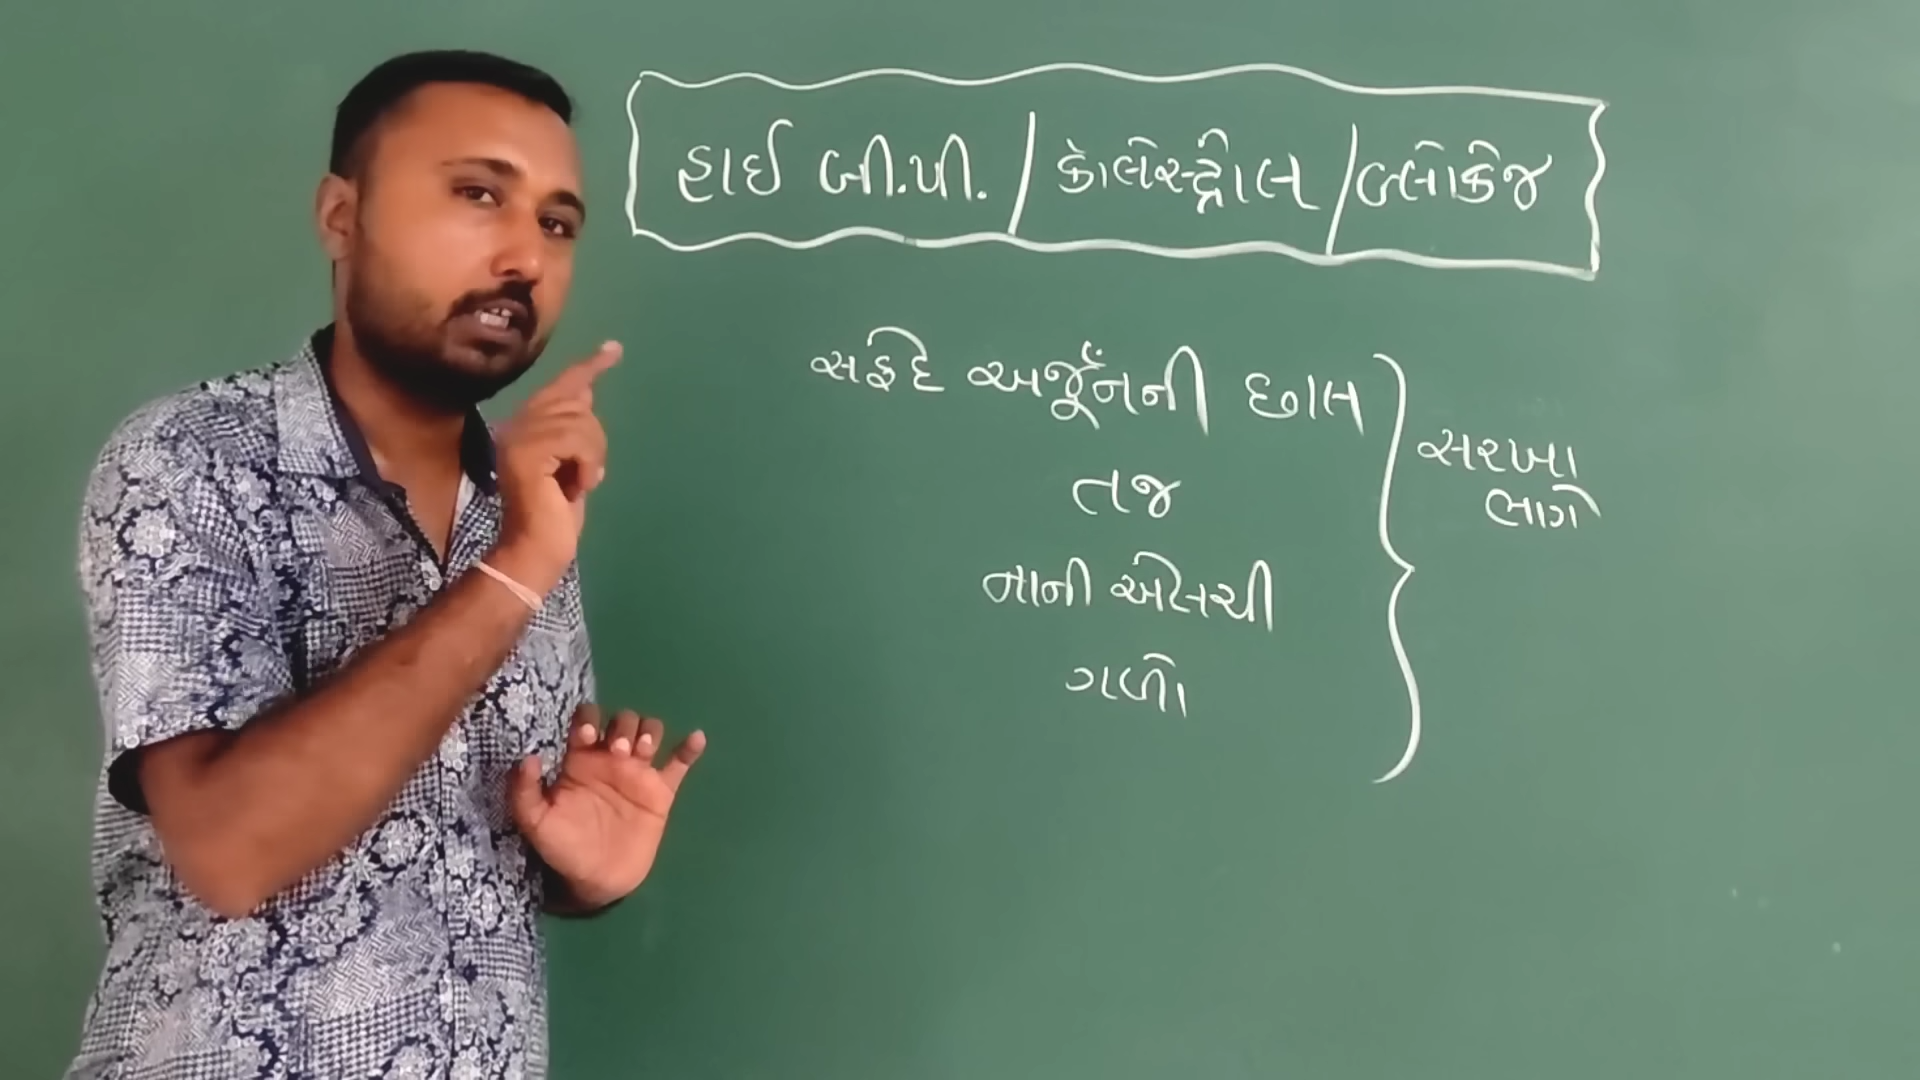 હાઈ બી.પી. / કોલેસ્ટ્રોલ / બ્લોકેજ
સફેદ અર્જુનની છાલ
તજ
નાની એલચી
ગળો
સરખા
ભાગે